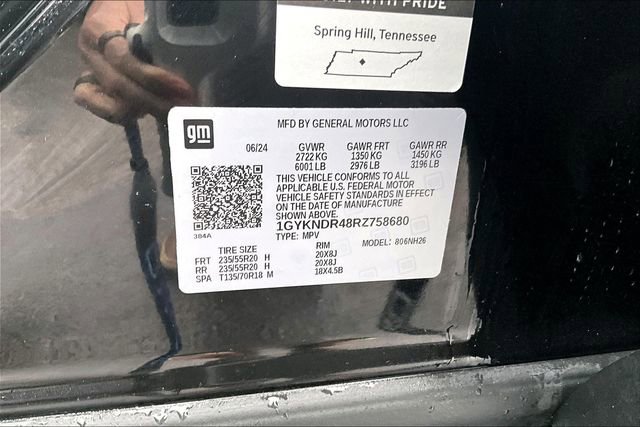 WITH PRIDE
Spring Hill, Tennessee
gm
MFD BY GENERAL MOTORS LLC
06/24 GVWR GAWR FRT GAWR RR
2722 KG 1350 KG 1450 KG
6001 LB 2976 LB 3196 LB
THIS VEHICLE CONFORMS TO ALL
APPLICABLE U.S. FEDERAL MOTOR
VEHICLE SAFETY STANDARDS IN EFFECT
ON THE DATE OF MANUFACTURE
SHOWN ABOVE.
1GYKNDR48RZ758680
TYPE: MPV MODEL: 806NH26
384A
TIRE SIZE RIM
FRT 235/55R20 H 20X8J
RR 235/55R20 H 20X8J
SPA T135/70R18 M 18X4.5B